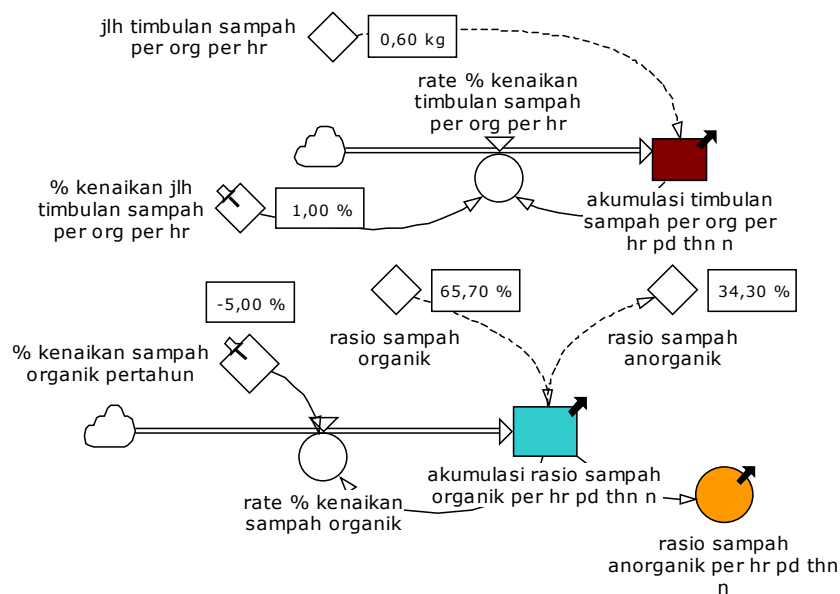 jlh timbulan sampah
per org per hr
0,60 kg
rate % kenaikan
timbulan sampah
per org per hr
% kenaikan jlh
timbulan sampah
per org per hr
1,00 %
akumulasi timbulan
sampah per org per
hr pd thn n
-5,00 %
65,70 %
34,30 %
rasio sampah
organik
rasio sampah
anorganik
% kenaikan sampah
organik pertahun
akumulasi rasio sampah
organik per hr pd thn n
rate % kenaikan
sampah organik
rasio sampah
anorganik per hr pd thn
n